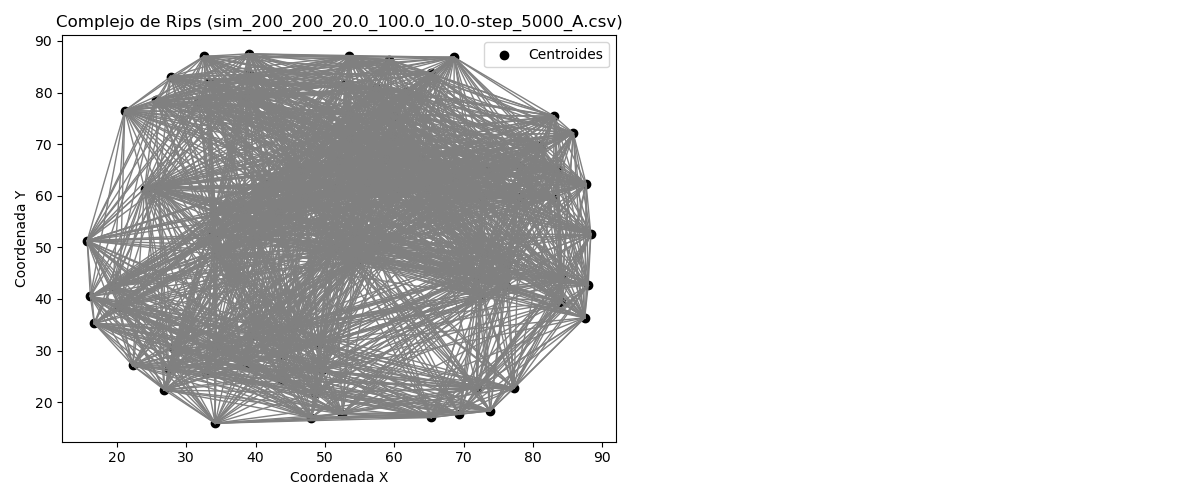 Complejo de Rips (sim_200_200_20.0_100.0_10.0-step_5000_A.csv)
90
80
70
60
50
40
30
20
Coordenada Y
Centroides
20 30 40 50 60 70 80 90
Coordenada X